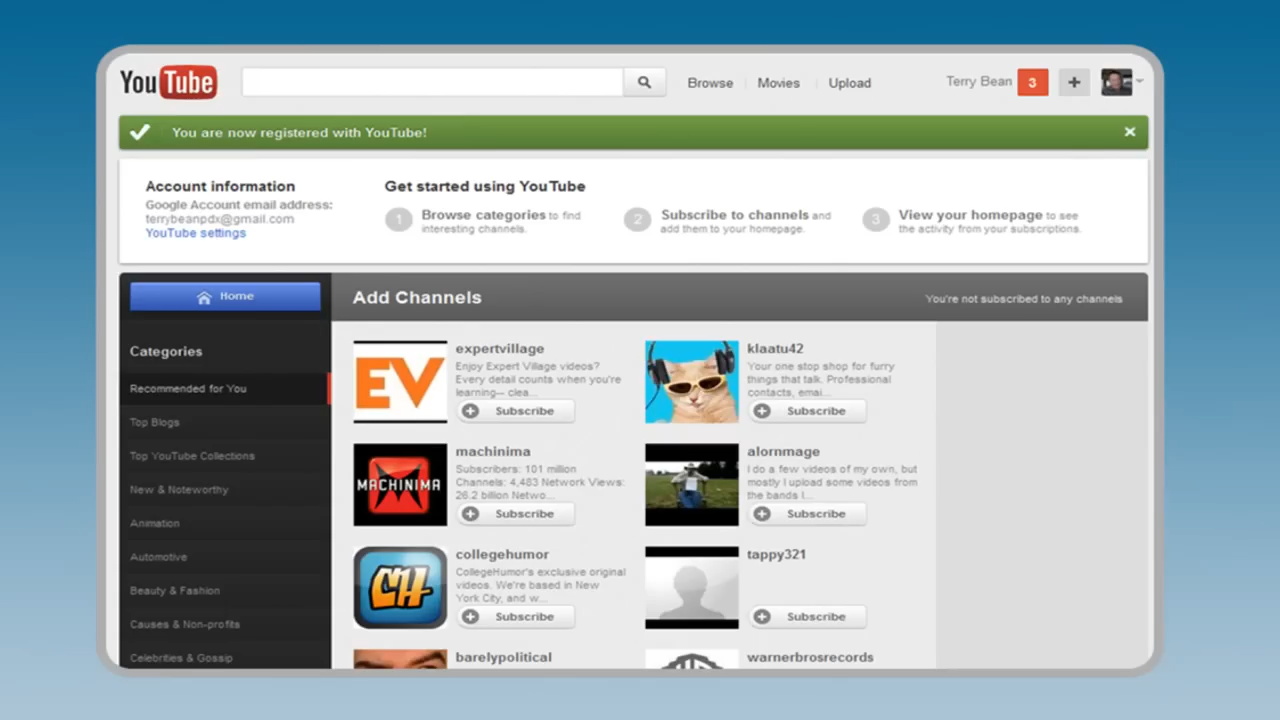 YouTube
Browse
Movies
Upload
Terry Bean
3
You are now registered with YouTube!
Account information
Google Account email address:
terrybeanpdx@gmail.com
YouTube settings
Get started using YouTube
1
Browse categories to find
interesting channels.
2
Subscribe to channels and
add them to your homepage.
3
View your homepage to see
the activity from your subscriptions.
Home
Categories
Recommended for You
Top Blogs
Top YouTube Collections
New & Noteworthy
Animation
Automotive
Beauty & Fashion
Causes & Non-profits
Celebrities & Gossip
Add Channels
You're not subscribed to any channels
EV
expertvillage
Enjoy Expert Village videos?
Every detail counts when you're
learning-- clea...
Subscribe
klaatu42
Your one stop shop for furry
things that talk. Professional
contacts, emai...
Subscribe
MACHINIMA
machinima
Subscribers: 101 million
Channels: 4,483 Network Views:
26.2 billion Netwo...
Subscribe
alornmage
I do a few videos of my own, but
mostly I upload some videos from
the bands I...
Subscribe
CH
collegehumor
CollegeHumor's exclusive original
videos. We're based in New
York City, and w...
Subscribe
tappy321
Subscribe
barelypolitical
warnerbrosrecords